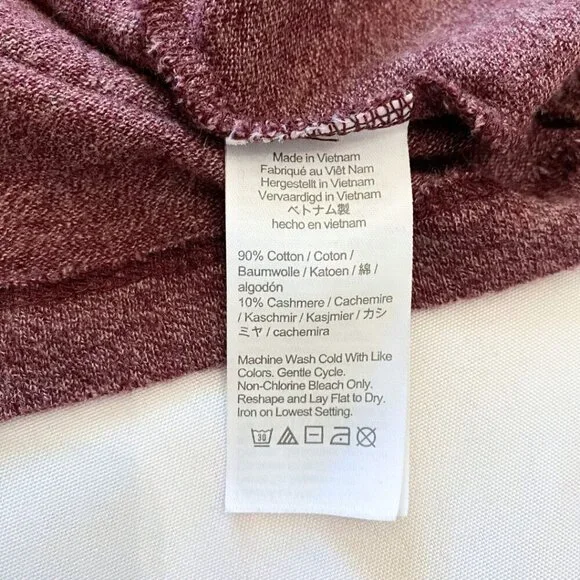 Made in Vietnam
Fabriqué au Viêt Nam
Hergestellt in Vietnam
Vervaardigd in Vietnam
ベトナム製
hecho en vietnam
90% Cotton / Coton /
Baumwolle / Katoen / 綿 /
algodón
10% Cashmere / Cachemire
/ Kaschmir / Kasjmier / カシ
ミヤ / cachemira
Machine Wash Cold With Like
Colors. Gentle Cycle.
Non-Chlorine Bleach Only.
Reshape and Lay Flat to Dry.
Iron on Lowest Setting.
30